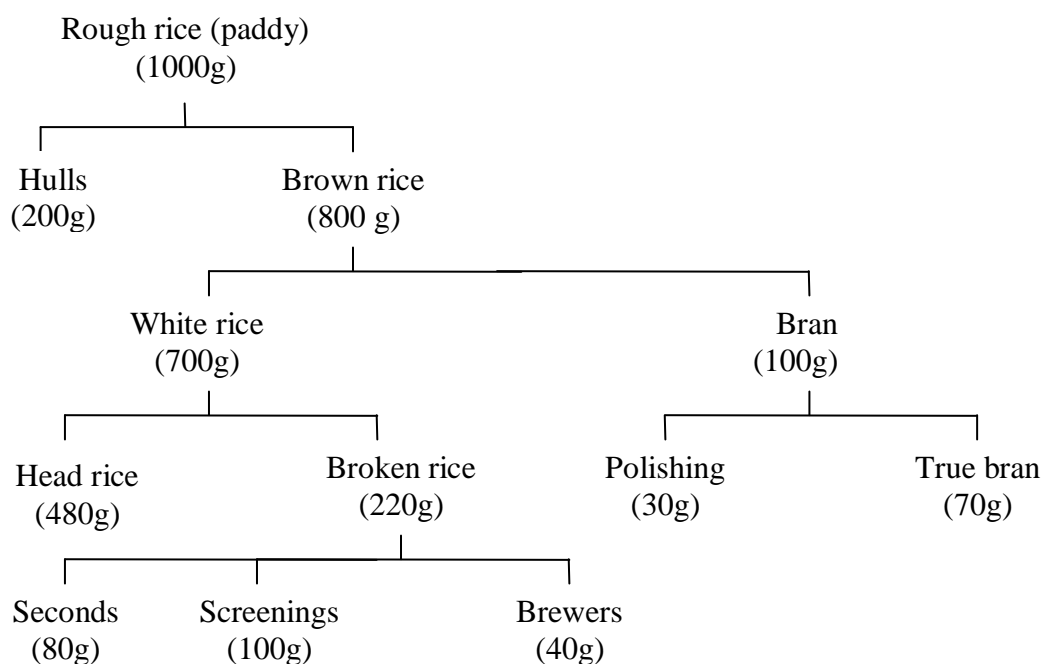 Rough rice (paddy)
(1000g)
Hulls
(200g)
Brown rice
(800 g)
White rice
(700g)
Bran
(100g)
Head rice
(480g)
Broken rice
(220g)
Polishing
(30g)
True bran
(70g)
Seconds
(80g)
Screenings
(100g)
Brewers
(40g)